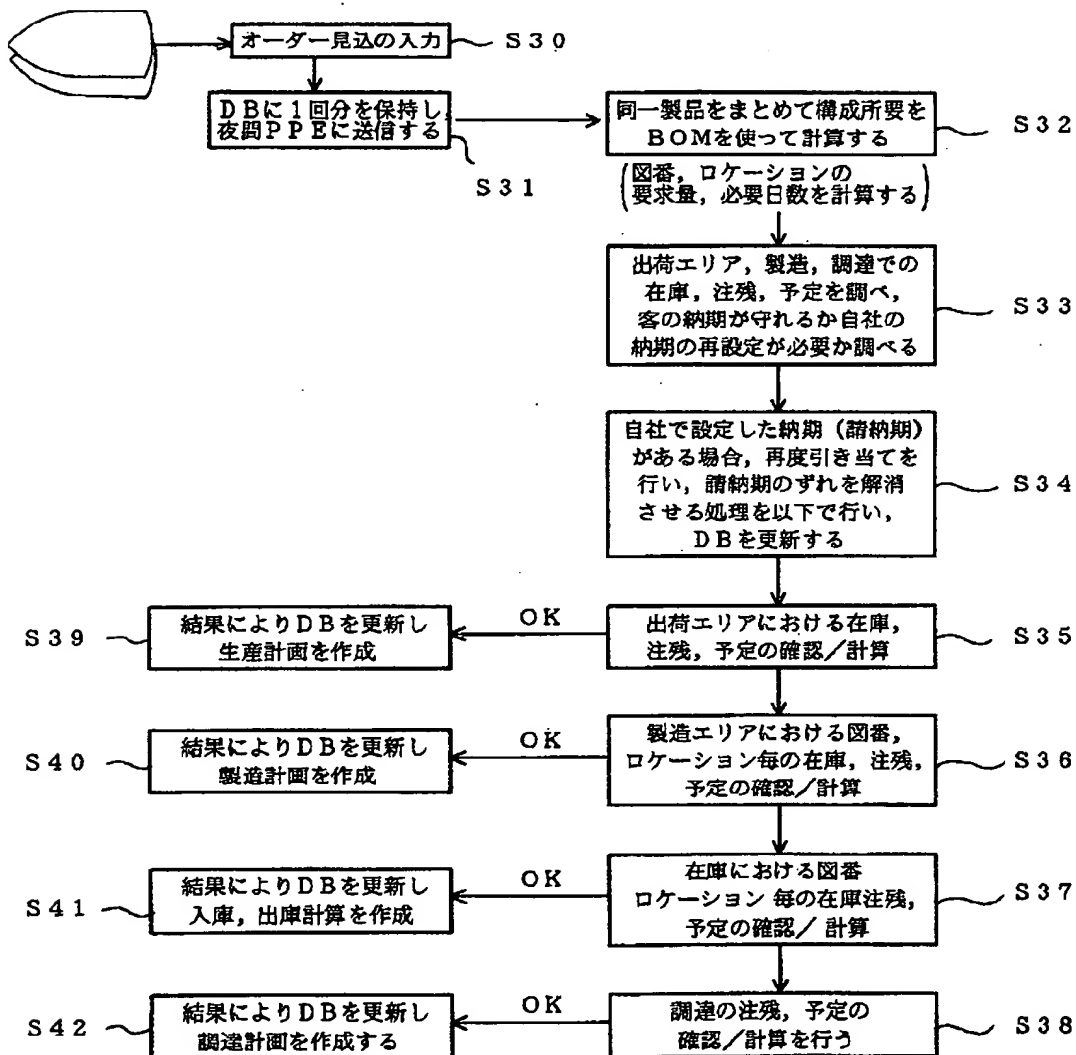 オーダー見込の入力
S30
DBに1回分を保持し
夜間PPEに送信する
S31
同一製品をまとめて構成所要を
BOMを使って計算する
S32
(図番,ロケーションの
要求量,必要日数を計算する)
出荷エリア,製造,調達での
在庫,注残,予定を調べ,
客の納期が守れるか自社の
納期の再設定が必要か調べる
S33
自社で設定した納期(請納期)
がある場合,再度引き当てを
行い,請納期のずれを解消
させる処理を以下で行い,
DBを更新する
S34
出荷エリアにおける在庫,
注残,予定の確認/計算
S35
OK
結果によりDBを更新し
生産計画を作成
S39
製造エリアにおける図番,
ロケーション毎の在庫,注残,
予定の確認/計算
S36
OK
結果によりDBを更新し
製造計画を作成
S40
在庫における図番
ロケーション毎の在庫注残,
予定の確認/計算
S37
OK
結果によりDBを更新し
入庫,出庫計算を作成
S41
調達の注残,予定の
確認/計算を行う
S38
OK
結果によりDBを更新し
調達計画を作成する
S42